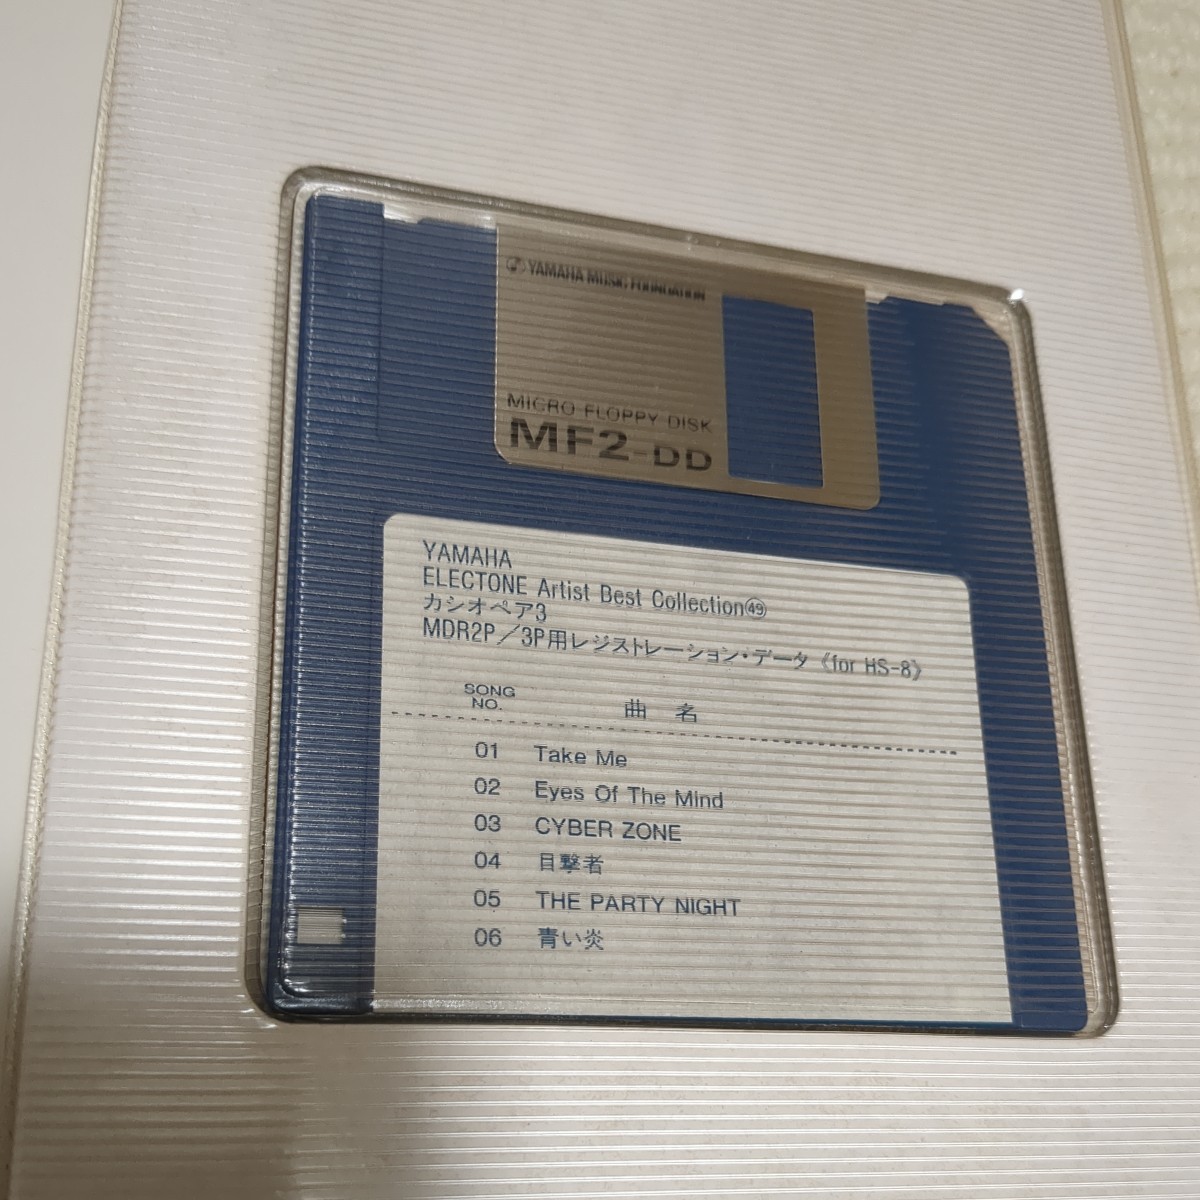 YAMAHA MUSIC FOUNDATION
MICRO FLOPPY DISK
MF2-DD
YAMAHA
ELECTONE Artist Best Collection㊾
カシオペア3
MDR2P／3P用レジストレーション・データ《for HS-8》
SONG NO. 曲 名
01 Take Me
02 Eyes Of The Mind
03 CYBER ZONE
04 目撃者
05 THE PARTY NIGHT
06 青い炎